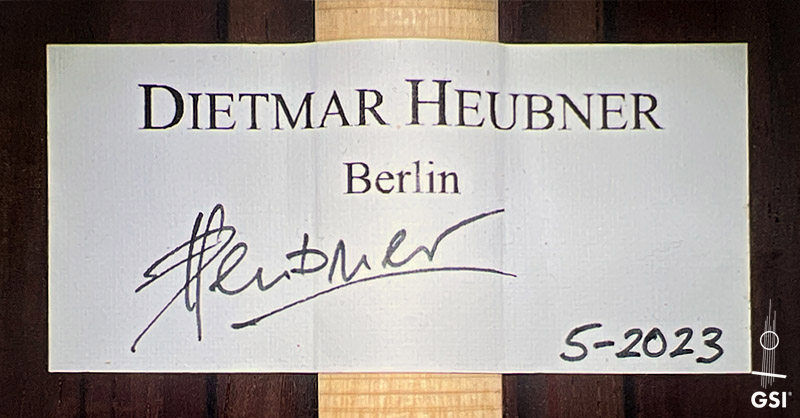 DIETMAR HEUBNER
Berlin
Heubner
5-2023
GSI